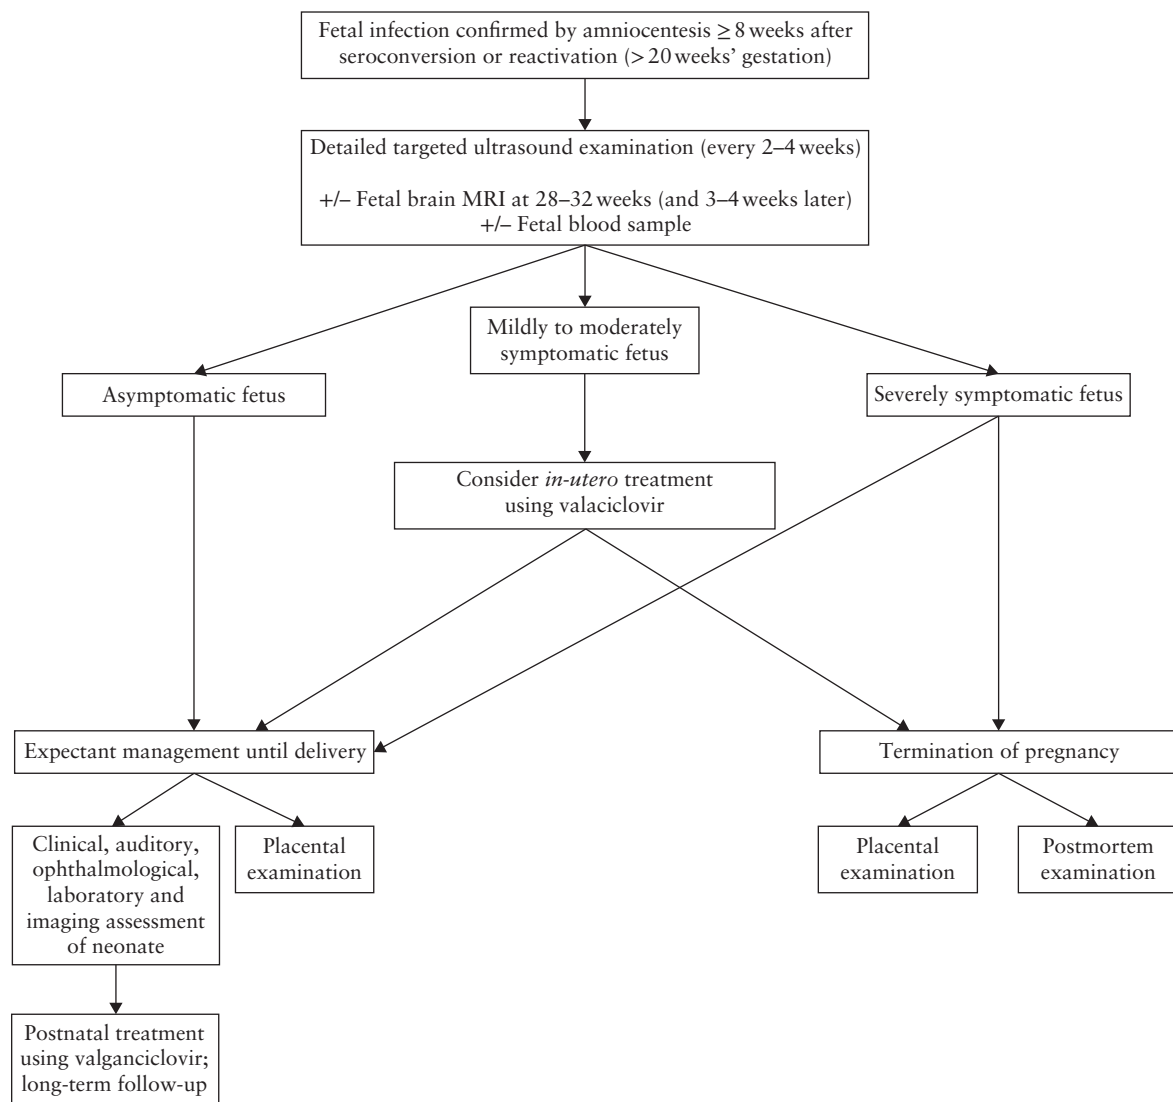 Fetal infection confirmed by amniocentesis ≥ 8 weeks after
seroconversion or reactivation (> 20 weeks' gestation)
Detailed targeted ultrasound examination (every 2–4 weeks)
+/– Fetal brain MRI at 28–32 weeks (and 3–4 weeks later)
+/– Fetal blood sample
Mildly to moderately
symptomatic fetus
Asymptomatic fetus
Severely symptomatic fetus
Consider in-utero treatment
using valaciclovir
Expectant management until delivery
Termination of pregnancy
Clinical, auditory,
ophthalmological,
laboratory and
imaging assessment
of neonate
Placental
examination
Placental
examination
Postmortem
examination
Postnatal treatment
using valganciclovir;
long-term follow-up